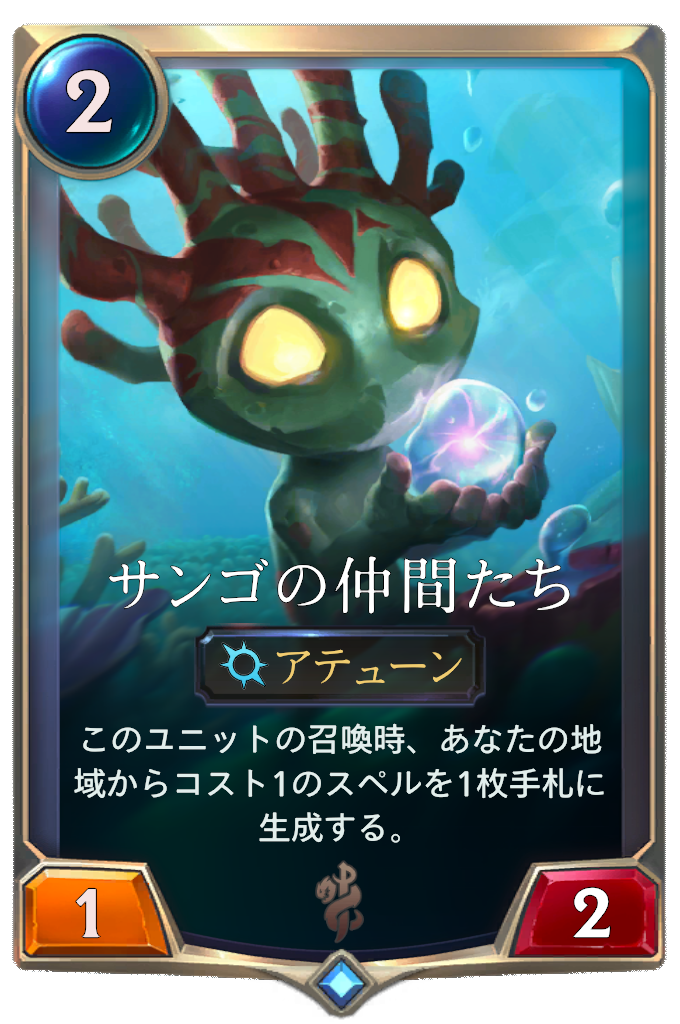 2
サンゴの仲間たち
アテューン
このユニットの召喚時、あなたの地
域からコスト1のスペルを1枚手札に
生成する。
1
2